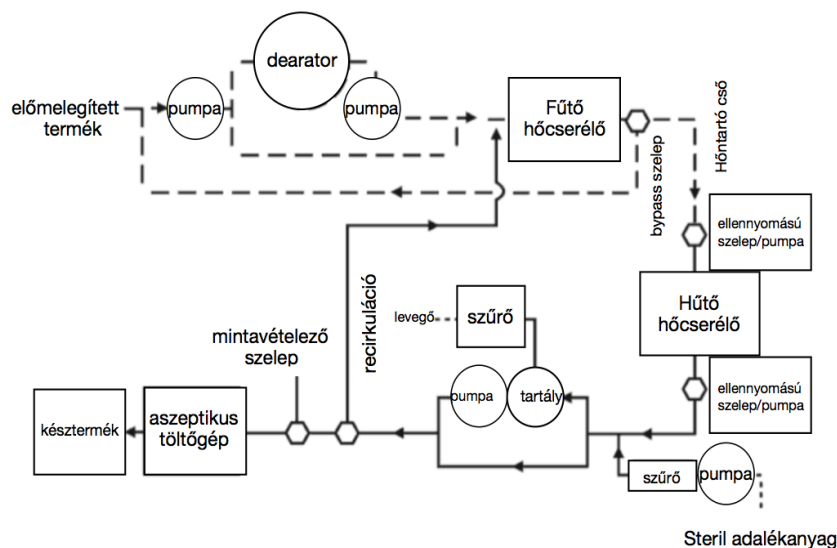 dearator
előmelegített
termék
pumpa
pumpa
Fűtő
hőcserélő
bypass szelep
Hőntartó cső
ellennyomású
szelep/pumpa
Hűtő
hőcserélő
ellennyomású
szelep/pumpa
levegő
szűrő
recirkuláció
mintavételező
szelep
pumpa
tartály
késztermék
aszeptikus
töltőgép
szűrő
pumpa
Steril adalékanyag